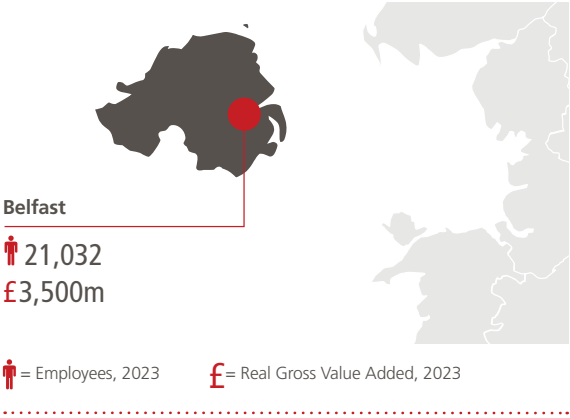 Belfast
21,032
£3,500m
= Employees, 2023
£ = Real Gross Value Added, 2023